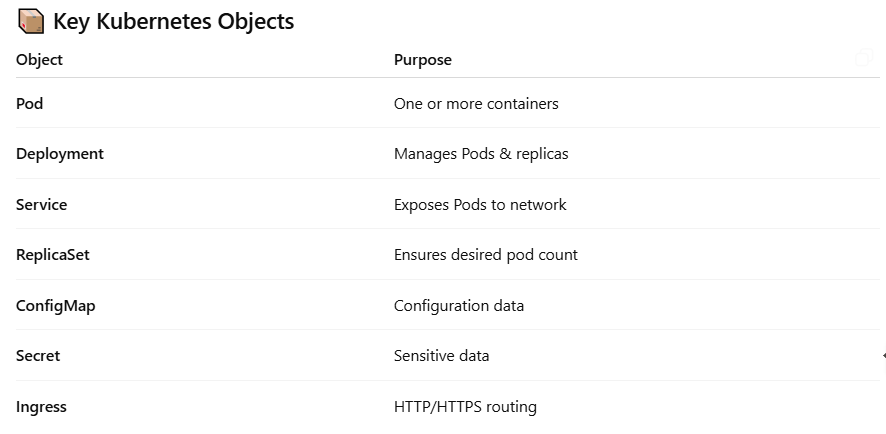 Key Kubernetes Objects
Object Purpose
Pod One or more containers
Deployment Manages Pods & replicas
Service Exposes Pods to network
ReplicaSet Ensures desired pod count
ConfigMap Configuration data
Secret Sensitive data
Ingress HTTP/HTTPS routing